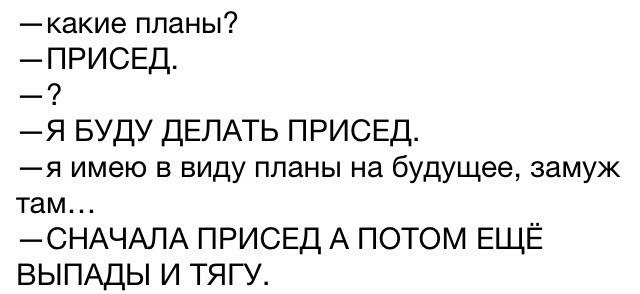 —какие планы?
—ПРИСЕД.
—?
—Я БУДУ ДЕЛАТЬ ПРИСЕД.
—я имею в виду планы на будущее, замуж
там...
—СНАЧАЛА ПРИСЕД А ПОТОМ ЕЩЁ
ВЫПАДЫ И ТЯГУ.